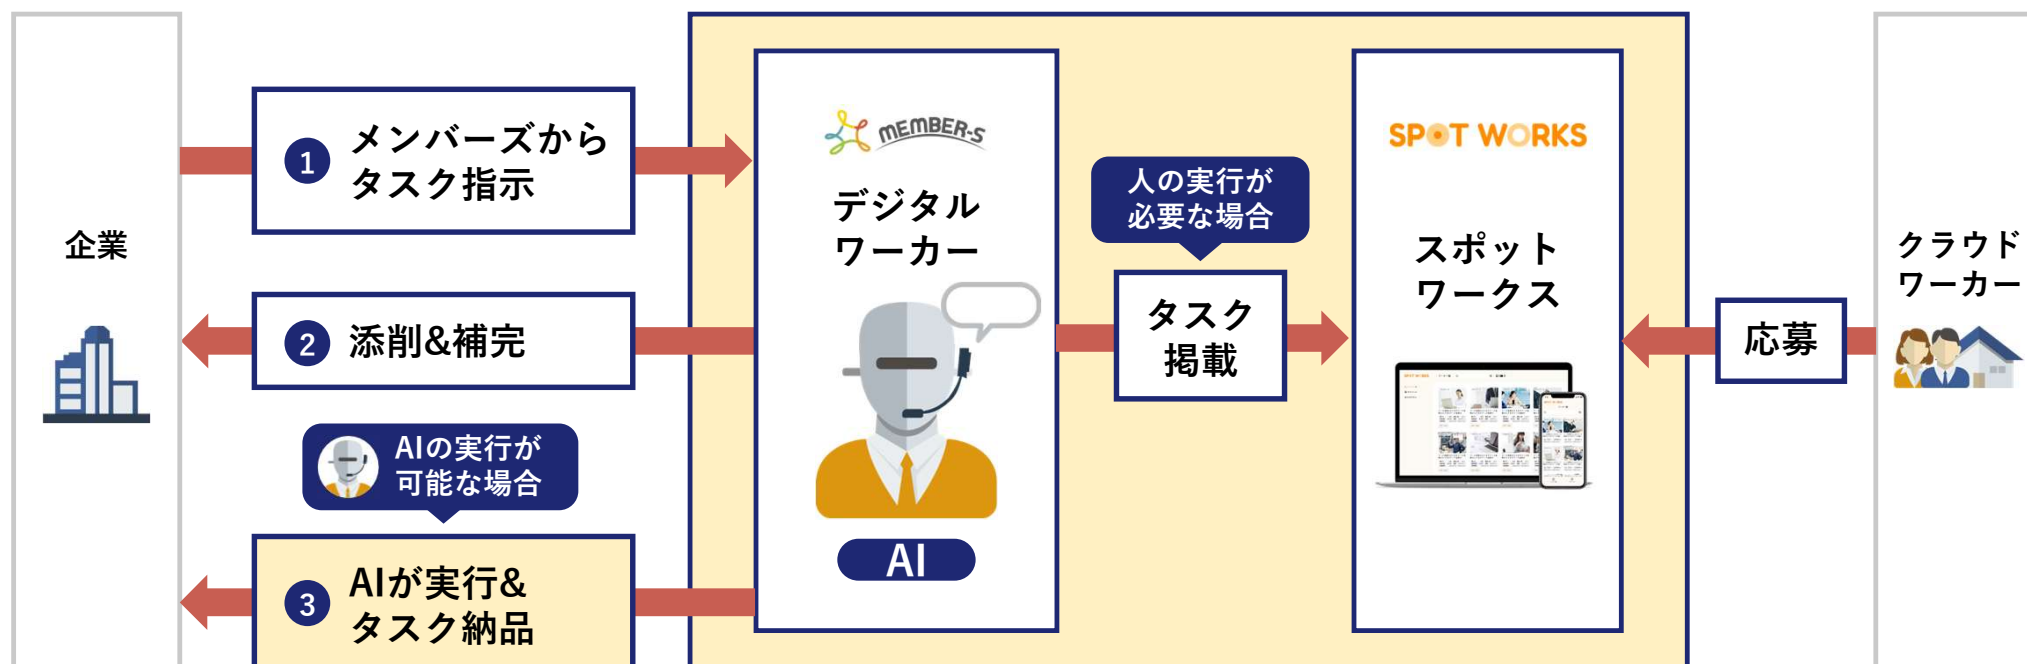 企業
1
メンバーズから
タスク指示
2
添削&補完
AIの実行が
可能な場合
3
AIが実行&
タスク納品
MEMBER-S
デジタル
ワーカー
AI
人の実行が
必要な場合
タスク
掲載
SPOT WORKS
スポット
ワークス
応募
クラウド
ワーカー